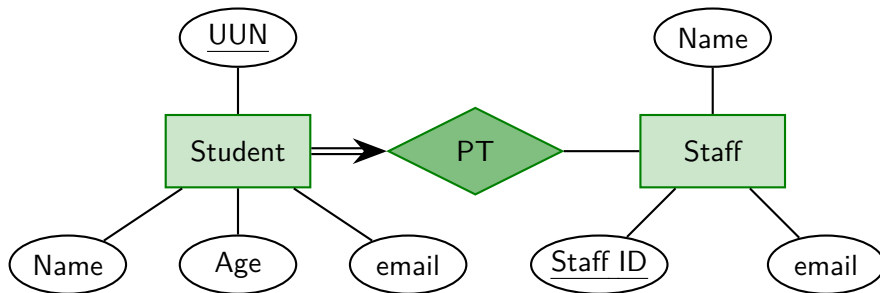 UUN
Name
Student
PT
Staff
Name
Age
email
Staff ID
email